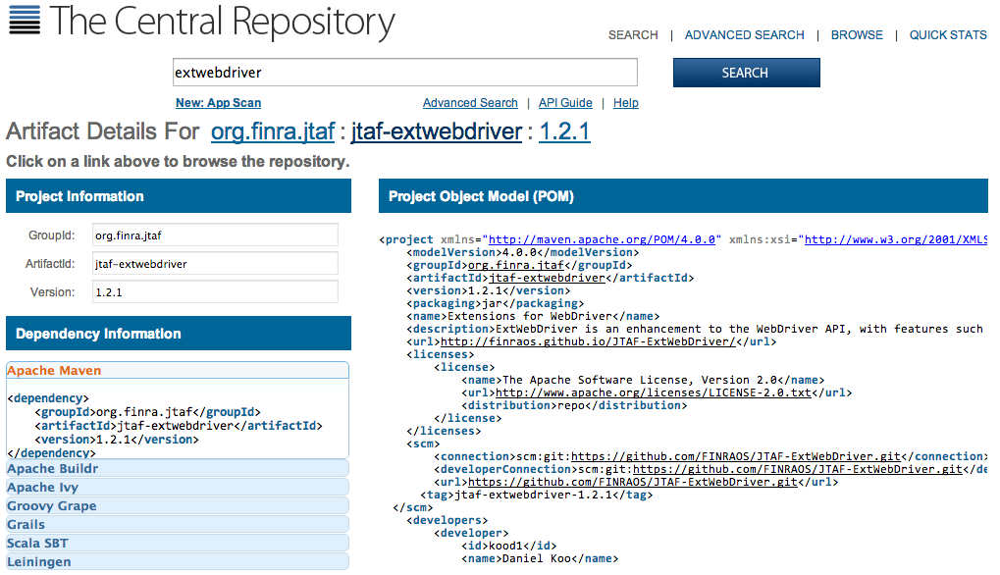 The Central Repository
SEARCH | ADVANCED SEARCH | BROWSE | QUICK STATS
extwebdriver
SEARCH
New: App Scan
Advanced Search | API Guide | Help
Artifact Details For org.finra.jtaf : jtaf-extwebdriver : 1.2.1
Click on a link above to browse the repository.
Project Information
GroupId: org.finra.jtaf
ArtifactId: jtaf-extwebdriver
Version: 1.2.1
Dependency Information
Apache Maven
<dependency>
<groupId>org.finra.jtaf</groupId>
<artifactId>jtaf-extwebdriver</artifactId>
<version>1.2.1</version>
</dependency>
Apache Buildr
Apache Ivy
Groovy Grape
Grails
Scala SBT
Leiningen
Project Object Model (POM)
<project xmlns="http://maven.apache.org/POM/4.0.0" xmlns:xsi="http://www.w3.org/2001/XMLS
<modelVersion>4.0.0</modelVersion>
<groupId>org.finra.jtaf</groupId>
<artifactId>jtaf-extwebdriver</artifactId>
<version>1.2.1</version>
<packaging>jar</packaging>
<name>Extensions for WebDriver</name>
<description>ExtWebDriver is an enhancement to the WebDriver API, with features such
<url>http://finraos.github.io/JTAF-ExtWebDriver/</url>
<licenses>
<license>
<name>The Apache Software License, Version 2.0</name>
<url>http://www.apache.org/licenses/LICENSE-2.0.txt</url>
<distribution>repo</distribution>
</license>
</licenses>
<scm>
<connection>scm:git:https://github.com/FINRAOS/JTAF-ExtWebDriver.git</connection>
<developerConnection>scm:git:https://github.com/FINRAOS/JTAF-ExtWebDriver.git</de
<url>https://github.com/FINRAOS/JTAF-ExtWebDriver.git</url>
<tag>jtaf-extwebdriver-1.2.1</tag>
</scm>
<developers>
<developer>
<id>kood1</id>
<name>Daniel Koo</name>